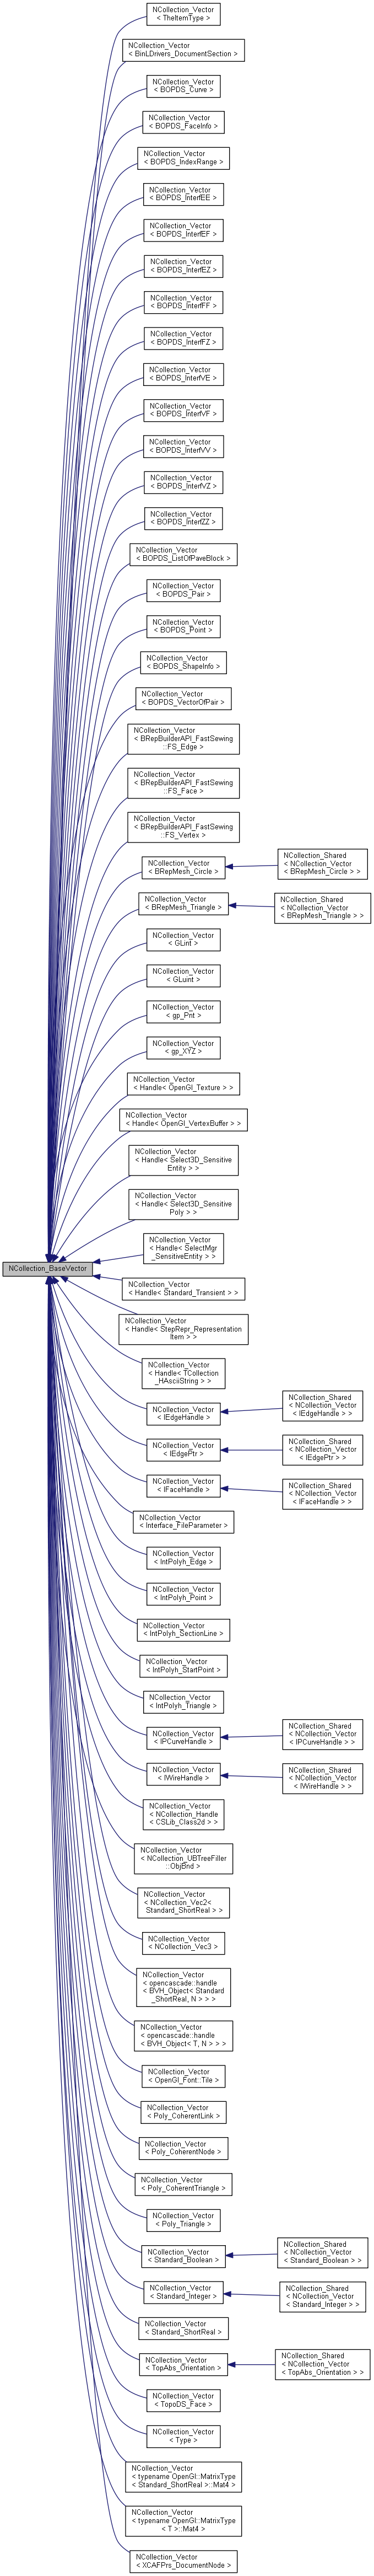 NCollection_Vector
< TheItemType >
NCollection_Vector
< BinLDrivers_DocumentSection >
NCollection_Vector
< BOPDS_Curve >
NCollection_Vector
< BOPDS_FaceInfo >
NCollection_Vector
< BOPDS_IndexRange >
NCollection_Vector
< BOPDS_InterfEE >
NCollection_Vector
< BOPDS_InterfEF >
NCollection_Vector
< BOPDS_InterfEZ >
NCollection_Vector
< BOPDS_InterfFF >
NCollection_Vector
< BOPDS_InterfFZ >
NCollection_Vector
< BOPDS_InterfVE >
NCollection_Vector
< BOPDS_InterfVF >
NCollection_Vector
< BOPDS_InterfVV >
NCollection_Vector
< BOPDS_InterfVZ >
NCollection_Vector
< BOPDS_InterfZZ >
NCollection_Vector
< BOPDS_ListOfPaveBlock >
NCollection_Vector
< BOPDS_Pair >
NCollection_Vector
< BOPDS_Point >
NCollection_Vector
< BOPDS_ShapeInfo >
NCollection_Vector
< BOPDS_VectorOfPair >
NCollection_Vector
< BRepBuilderAPI_FastSewing
::FS_Edge >
NCollection_Vector
< BRepBuilderAPI_FastSewing
::FS_Face >
NCollection_Vector
< BRepBuilderAPI_FastSewing
::FS_Vertex >
NCollection_Vector
< BRepMesh_Circle >
NCollection_Shared
< NCollection_Vector
< BRepMesh_Circle > >
NCollection_Vector
< BRepMesh_Triangle >
NCollection_Shared
< NCollection_Vector
< BRepMesh_Triangle > >
NCollection_Vector
< GLint >
NCollection_Vector
< GLuint >
NCollection_Vector
< gp_Pnt >
NCollection_Vector
< gp_XYZ >
NCollection_Vector
< Handle< OpenGl_Texture > >
NCollection_Vector
< Handle< OpenGl_VertexBuffer > >
NCollection_Vector
< Handle< Select3D_Sensitive
Entity > >
NCollection_Vector
< Handle< Select3D_Sensitive
Poly > >
NCollection_Vector
< Handle< SelectMgr
_SensitiveEntity > >
NCollection_BaseVector
NCollection_Vector
< Handle< Standard_Transient > >
NCollection_Vector
< Handle< StepRepr_Representation
Item > >
NCollection_Vector
< Handle< TCollection
_HAsciiString > >
NCollection_Vector
< IEdgeHandle >
NCollection_Shared
< NCollection_Vector
< IEdgeHandle > >
NCollection_Vector
< IEdgePtr >
NCollection_Shared
< NCollection_Vector
< IEdgePtr > >
NCollection_Vector
< IFaceHandle >
NCollection_Shared
< NCollection_Vector
< IFaceHandle > >
NCollection_Vector
< Interface_FileParameter >
NCollection_Vector
< IntPolyh_Edge >
NCollection_Vector
< IntPolyh_Point >
NCollection_Vector
< IntPolyh_SectionLine >
NCollection_Vector
< IntPolyh_StartPoint >
NCollection_Vector
< IntPolyh_Triangle >
NCollection_Vector
< IPCurveHandle >
NCollection_Shared
< NCollection_Vector
< IPCurveHandle > >
NCollection_Vector
< IWireHandle >
NCollection_Shared
< NCollection_Vector
< IWireHandle > >
NCollection_Vector
< NCollection_Handle
< CSLib_Class2d > >
NCollection_Vector
< NCollection_UBTreeFiller
::ObjBnd >
NCollection_Vector
< NCollection_Vec2<
Standard_ShortReal > >
NCollection_Vector
< NCollection_Vec3 >
NCollection_Vector
< opencascade::handle
< BVH_Object< Standard
_ShortReal, N > > >
NCollection_Vector
< opencascade::handle
< BVH_Object< T, N > > >
NCollection_Vector
< OpenGl_Font::Tile >
NCollection_Vector
< Poly_CoherentLink >
NCollection_Vector
< Poly_CoherentNode >
NCollection_Vector
< Poly_CoherentTriangle >
NCollection_Vector
< Poly_Triangle >
NCollection_Vector
< Standard_Boolean >
NCollection_Shared
< NCollection_Vector
< Standard_Boolean > >
NCollection_Vector
< Standard_Integer >
NCollection_Shared
< NCollection_Vector
< Standard_Integer > >
NCollection_Vector
< Standard_ShortReal >
NCollection_Vector
< TopAbs_Orientation >
NCollection_Shared
< NCollection_Vector
< TopAbs_Orientation > >
NCollection_Vector
< TopoDS_Face >
NCollection_Vector
< Type >
NCollection_Vector
< typename OpenGl::MatrixType
< Standard_ShortReal >::Mat4 >
NCollection_Vector
< typename OpenGl::MatrixType
< T >::Mat4 >
NCollection_Vector
< XCAFPrs_DocumentNode >